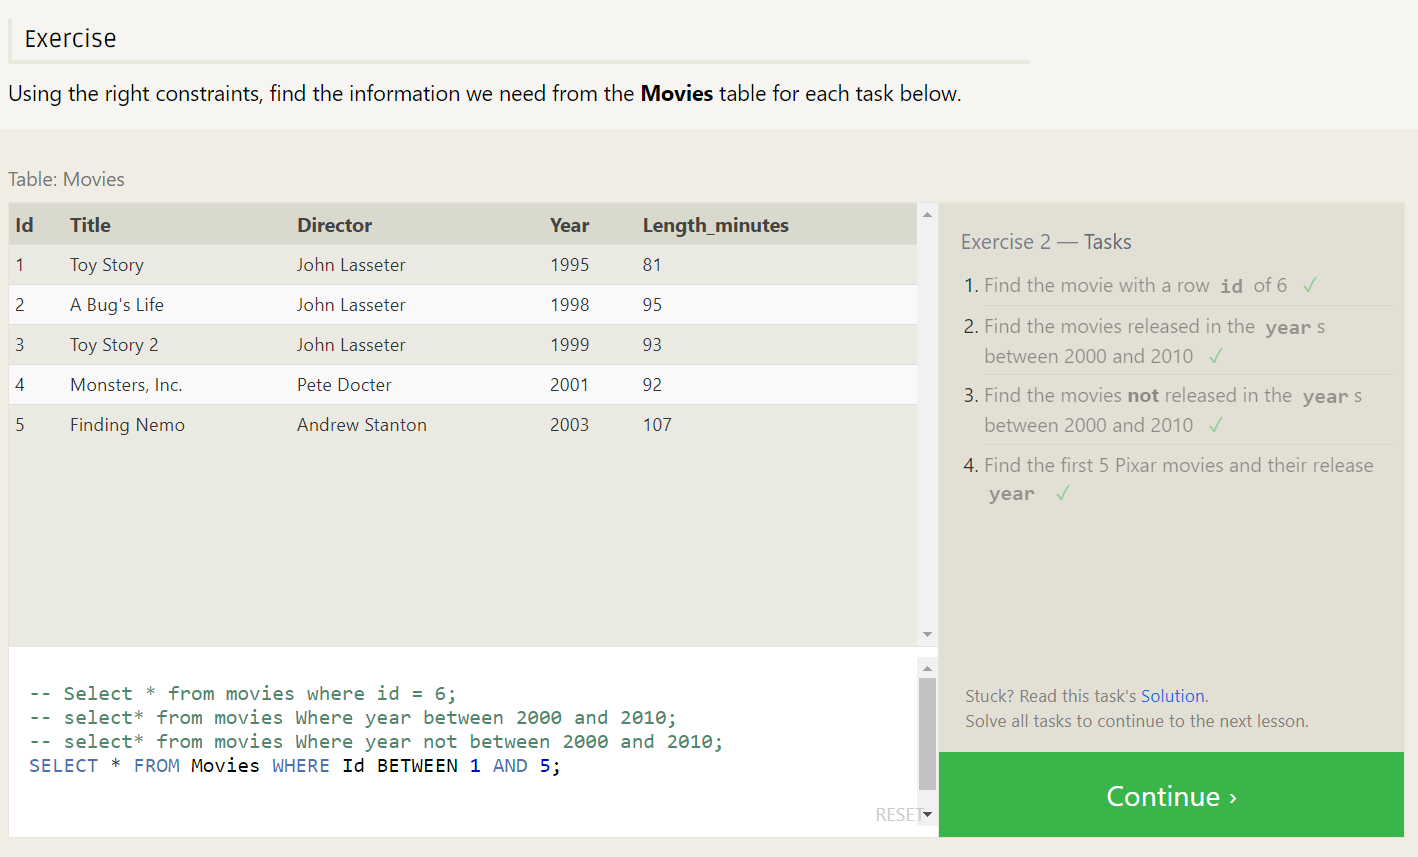 Exercise
Using the right constraints, find the information we need from the Movies table for each task below.
Table: Movies
Id Title Director Year Length_minutes
1 Toy Story John Lasseter 1995 81
2 A Bug's Life John Lasseter 1998 95
3 Toy Story 2 John Lasseter 1999 93
4 Monsters, Inc. Pete Docter 2001 92
5 Finding Nemo Andrew Stanton 2003 107
-- Select * from movies where id = 6;
-- select* from movies Where year between 2000 and 2010;
-- select* from movies Where year not between 2000 and 2010;
SELECT * FROM Movies WHERE Id BETWEEN 1 AND 5;
RESET
Exercise 2 — Tasks
1. Find the movie with a row id of 6 ✓
2. Find the movies released in the year s
between 2000 and 2010 ✓
3. Find the movies not released in the year s
between 2000 and 2010 ✓
4. Find the first 5 Pixar movies and their release
year ✓
Stuck? Read this task's Solution.
Solve all tasks to continue to the next lesson.
Continue ›